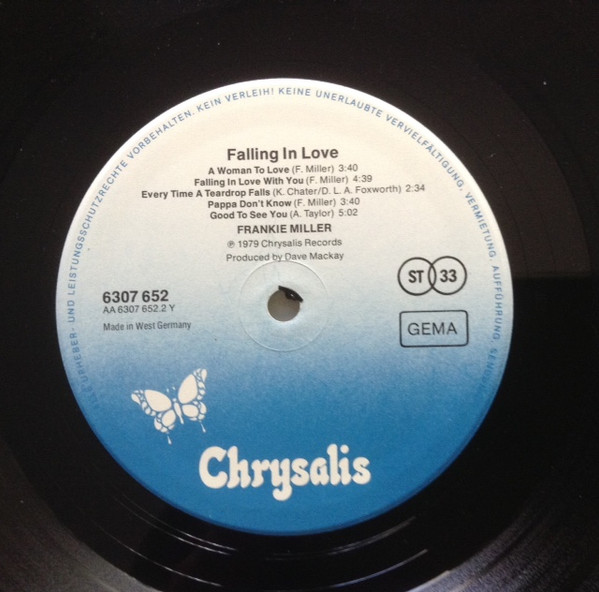 URHEBER- UND LEISTUNGSSCHUTZRECHTE VORBEHALTEN. KEIN VERLEIH! KEINE UNERLAUBTE VERVIELFÄLTIGUNG, VERMIETUNG, AUFFÜHRUNG,
Falling In Love
A Woman To Love (F. Miller) 3:40
Falling In Love With You (F. Miller) 4:39
Every Time A Teardrop Falls (K. Chater/D. L. A. Foxworth) 2:34
Pappa Don't Know (F. Miller) 3:40
Good To See You (A. Taylor) 5:02
FRANKIE MILLER
℗ 1979 Chrysalis Records
Produced by Dave Mackay
6307 652
AA 6307 652.2 Y
Made in West Germany
ST 33
GEMA
Chrysalis